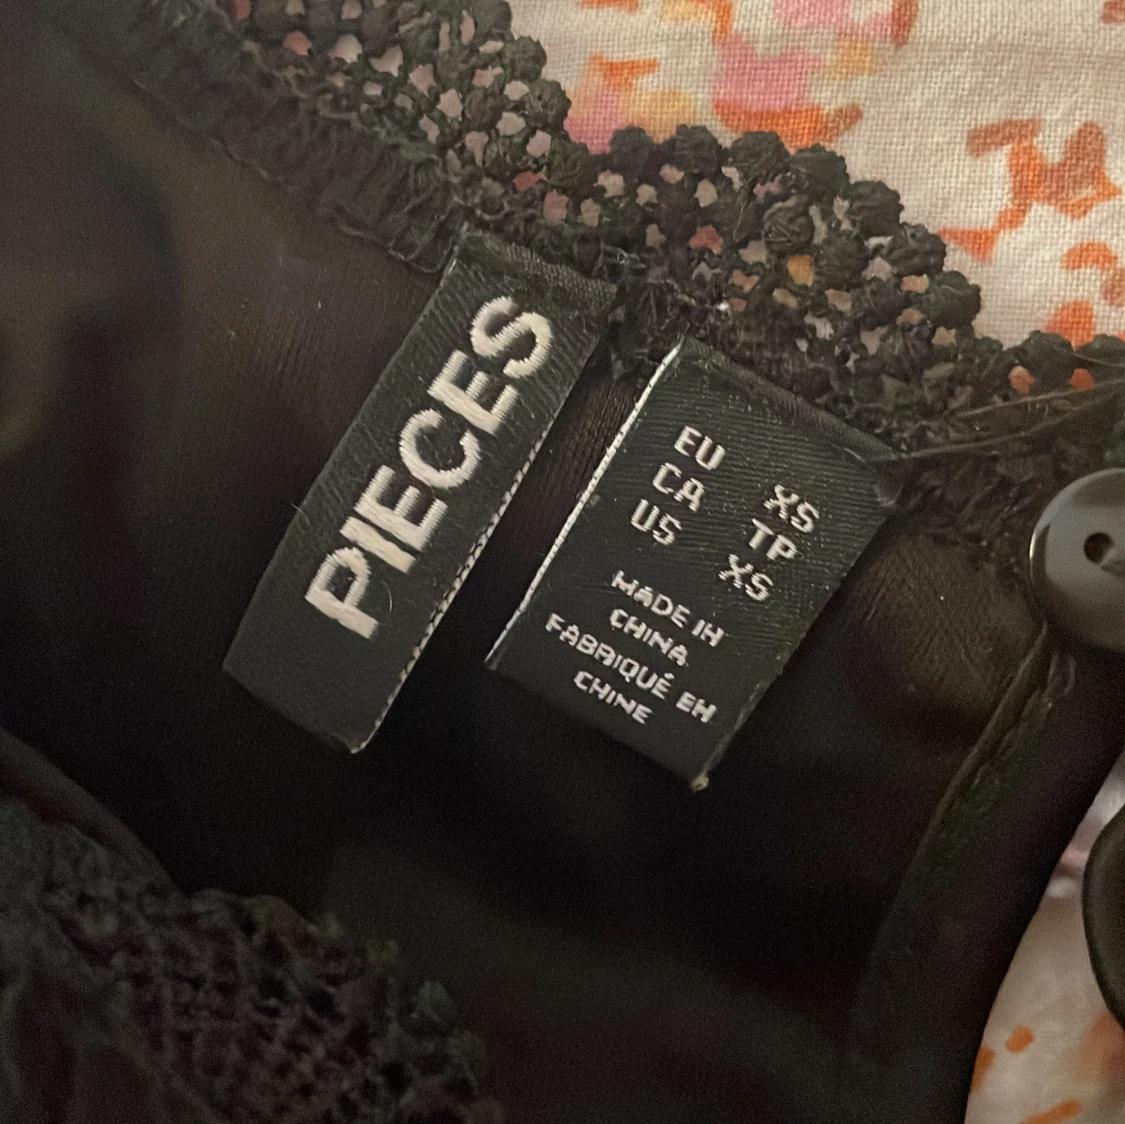 PIECES
EU XS
CA TP
US XS
MADE IN
CHINA
FABRIQUÉ EN
CHINE